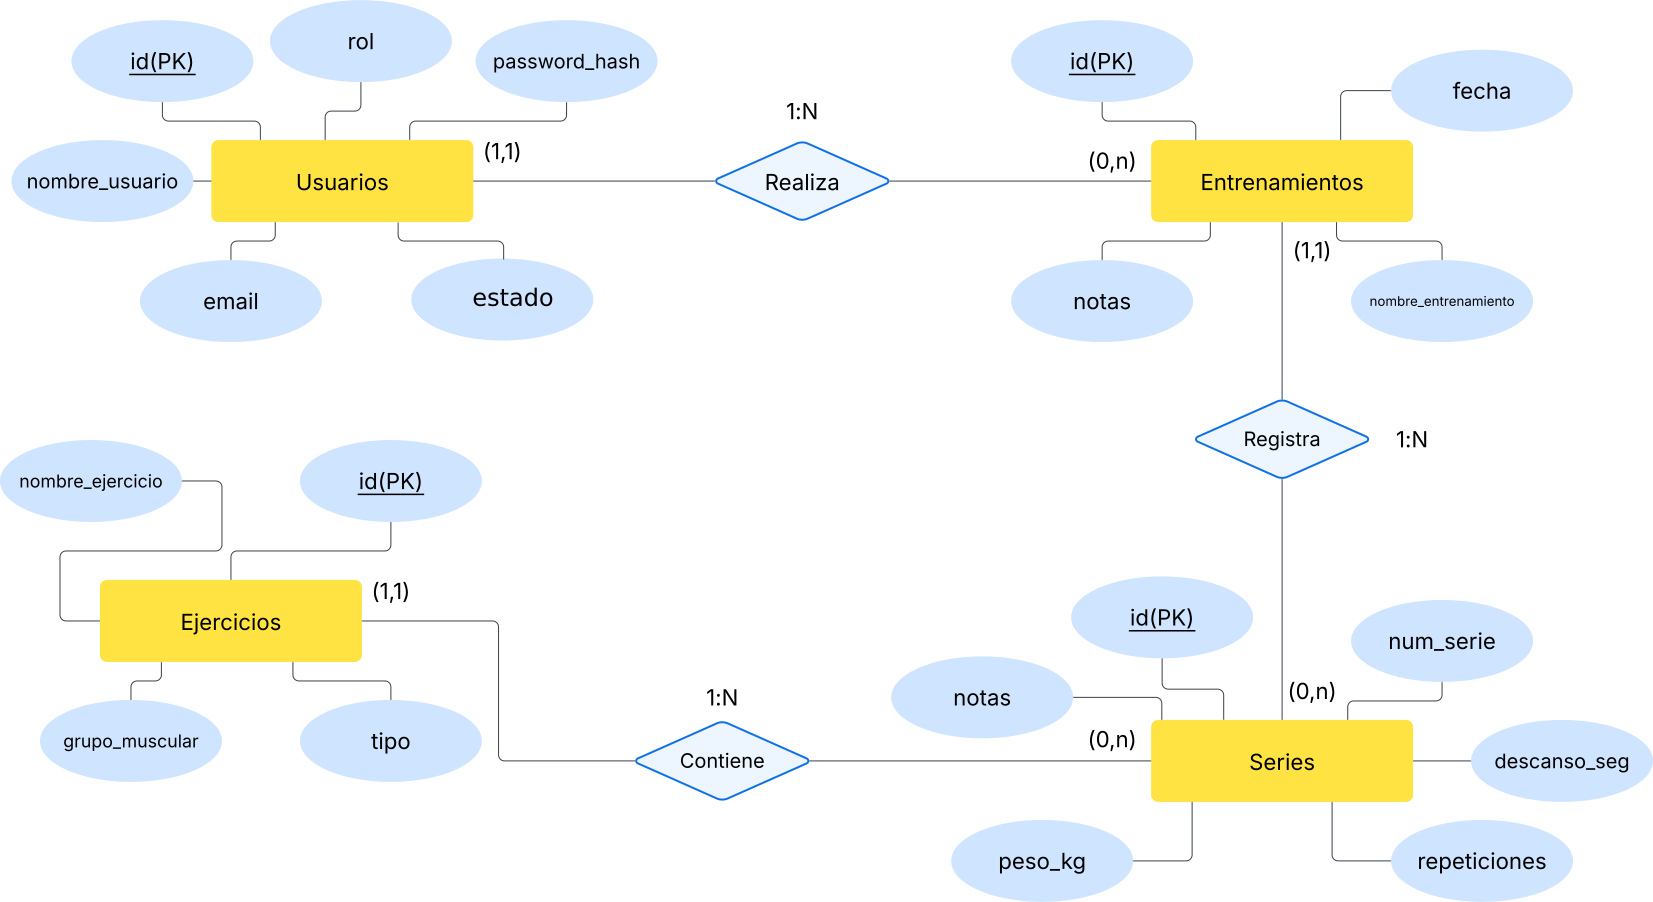 rol
id(PK)
password_hash
id(PK)
fecha
1:N
(1,1)
(0,n)
nombre_usuario
Usuarios
Realiza
Entrenamientos
(1,1)
email
estado
notas
nombre_entrenamiento
Registra
1:N
nombre_ejercicio
id(PK)
(1,1)
Ejercicios
id(PK)
num_serie
notas
(0,n)
1:N
grupo_muscular
tipo
(0,n)
Contiene
Series
descanso_seg
peso_kg
repeticiones